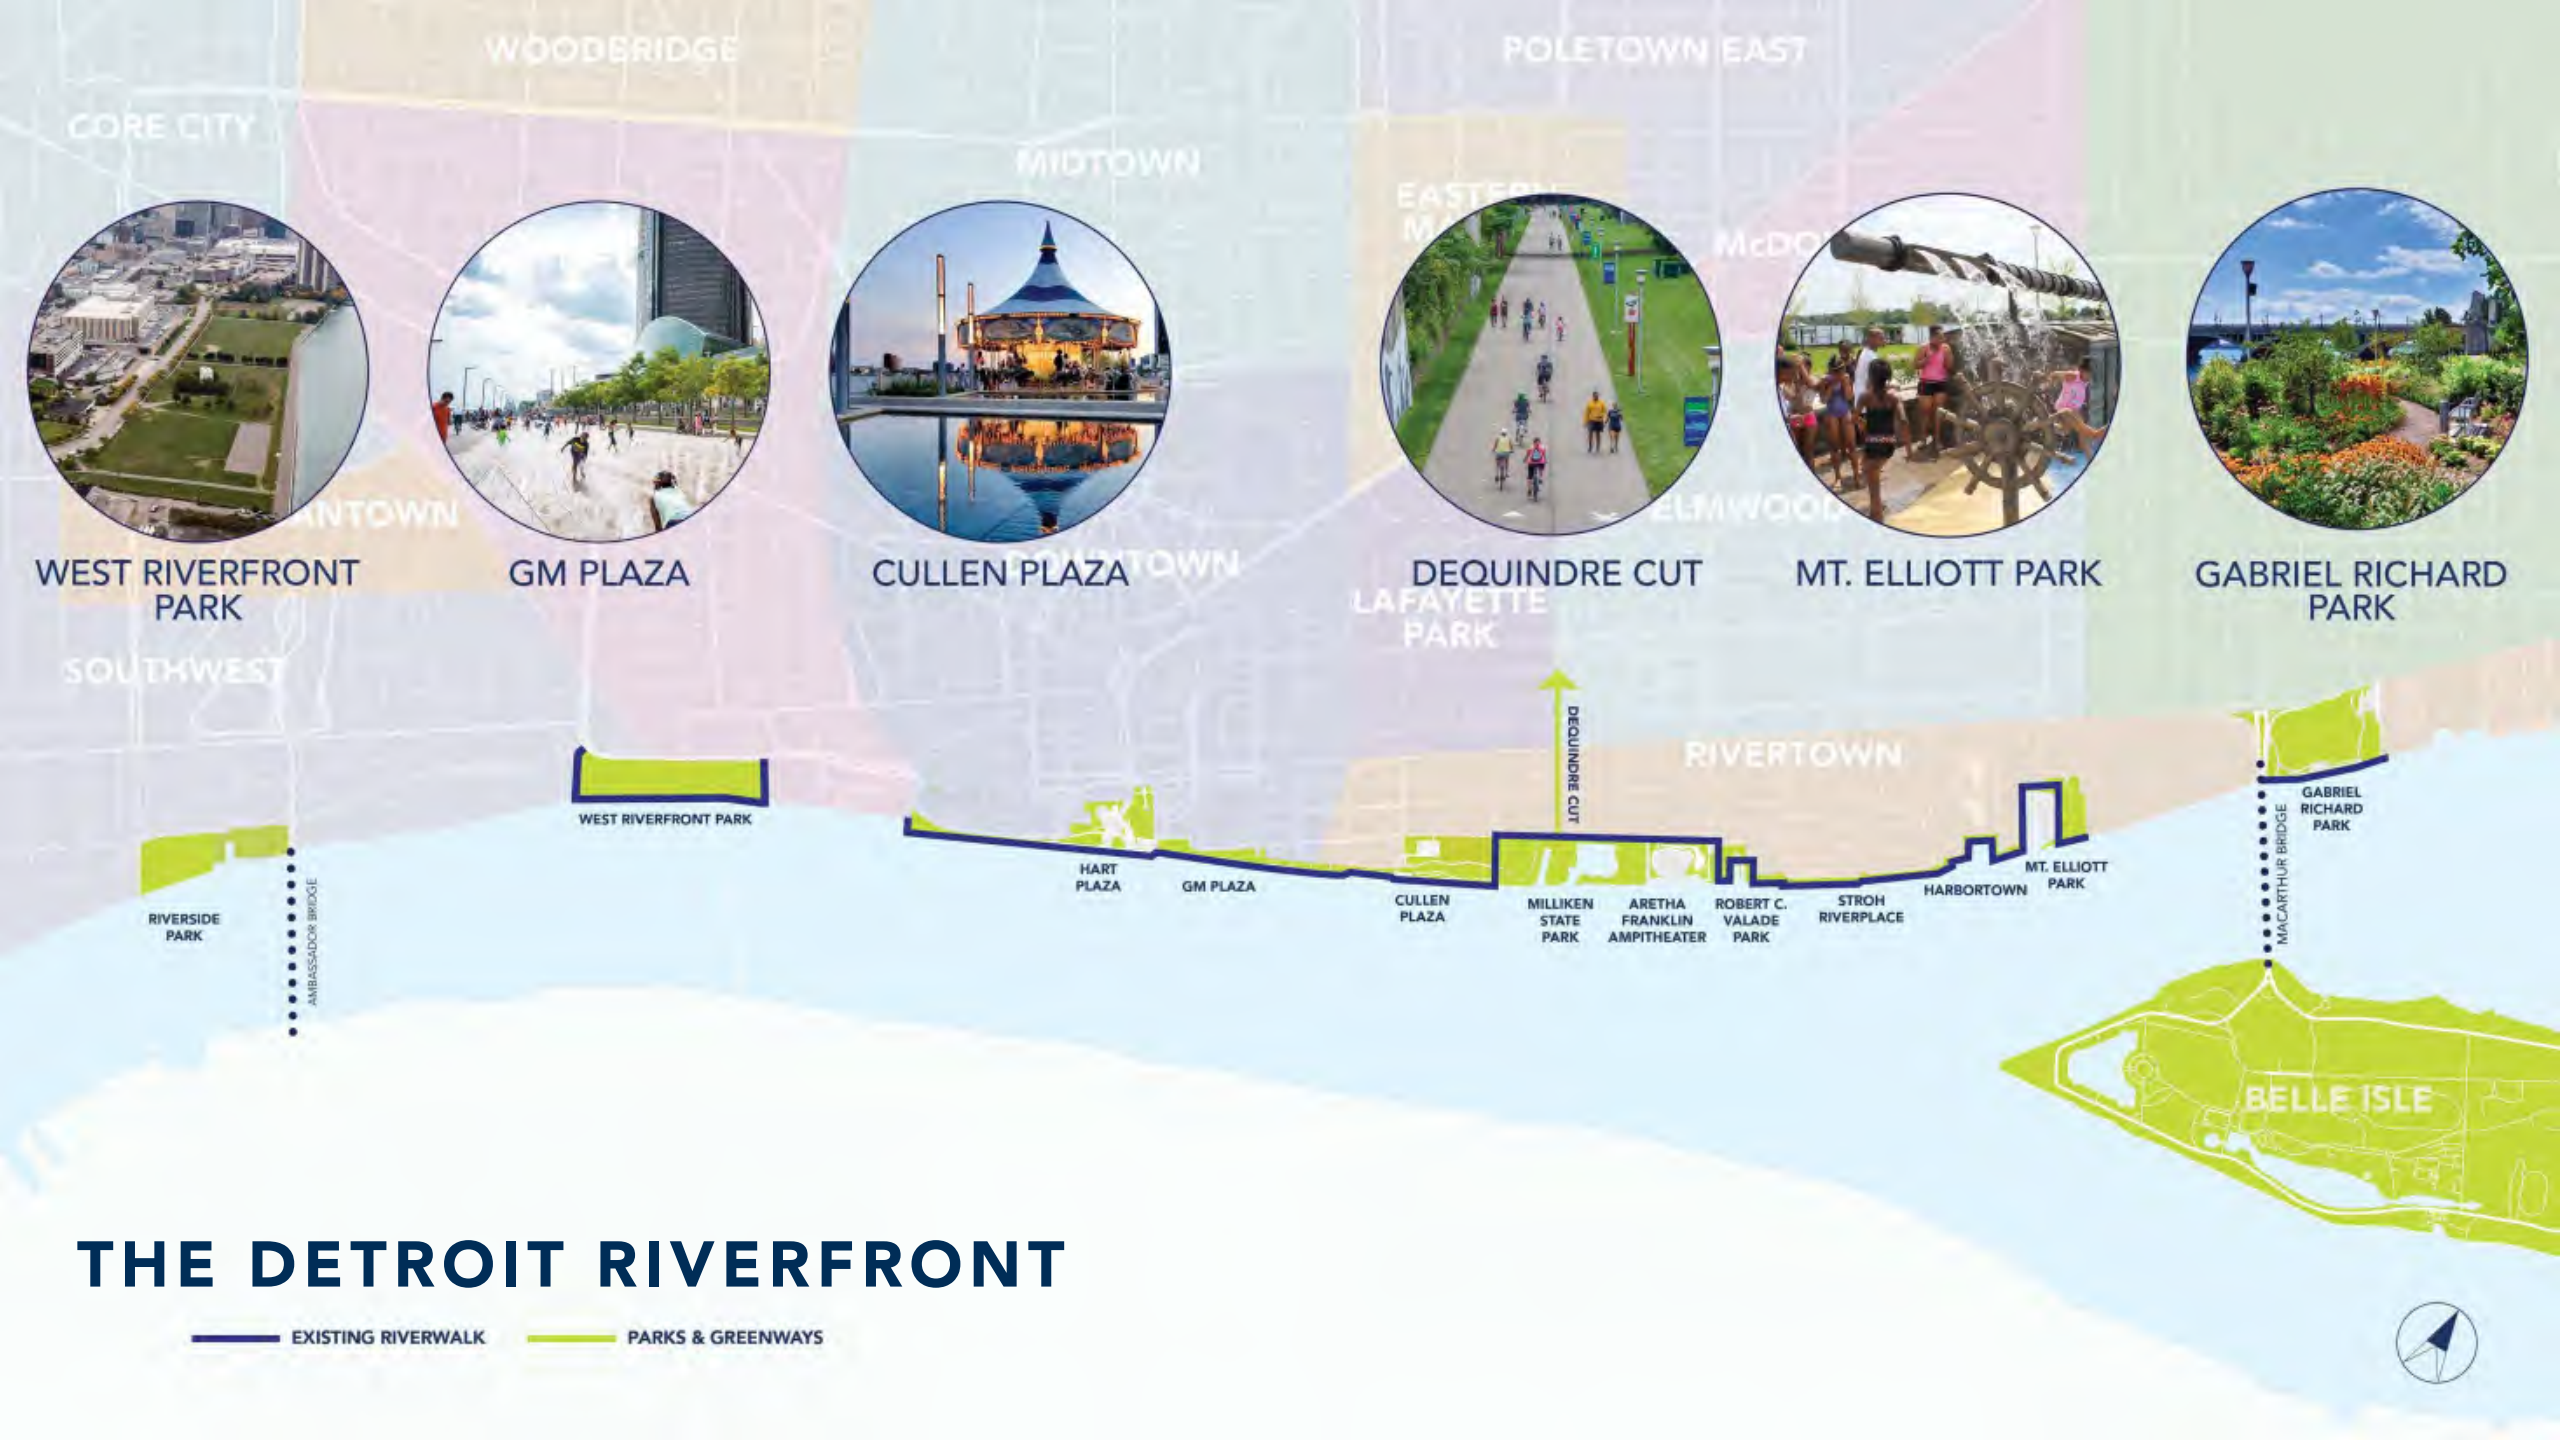 WOODBRIDGE
POLETOWN EAST
CORE CITY
MIDTOWN
ELMWOOD
DOWNTOWN
WEST RIVERFRONT
PARK
GM PLAZA
CULLEN PLAZA
DEQUINDRE CUT
MT. ELLIOTT PARK
GABRIEL RICHARD
PARK
LAFAYETTE
PARK
SOUTHWEST
RIVERTOWN
DEQUINDRE CUT
WEST RIVERFRONT PARK
RIVERSIDE
PARK
AMBASSADOR BRIDGE
HART
PLAZA
GM PLAZA
CULLEN
PLAZA
MILLIKEN
STATE
PARK
ARETHA
FRANKLIN
AMPITHEATER
ROBERT C.
VALADE
PARK
STROH
RIVERPLACE
HARBORTOWN
MT. ELLIOTT
PARK
GABRIEL
RICHARD
PARK
MACARTHUR BRIDGE
BELLE ISLE
THE DETROIT RIVERFRONT
EXISTING RIVERWALK
PARKS & GREENWAYS